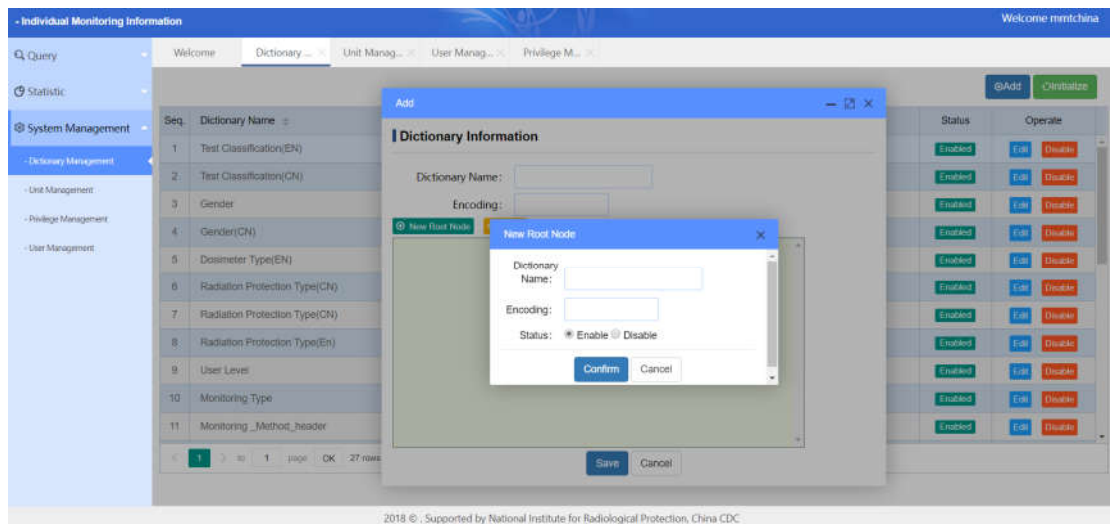 - Individual Monitoring Information
Welcome mmtchina
Query
Statistic
System Management
- Dictionary Management
- Unit Management
- Privilege Management
- User Management
Welcome Dictionary ... × Unit Manag... × User Manag... × Privilege M... ×
Add Initialize
Seq. Dictionary Name Status Operate
1 Test Classification(EN) Enabled Edit Disable
2 Test Classification(CN) Enabled Edit Disable
3 Gender Enabled Edit Disable
4 Gender(CN) Enabled Edit Disable
5 Dosimeter Type(EN) Enabled Edit Disable
6 Radiation Protection Type(CN) Enabled Edit Disable
7 Radiation Protection Type(CN) Enabled Edit Disable
8 Radiation Protection Type(En) Enabled Edit Disable
9 User Level Enabled Edit Disable
10 Monitoring Type Enabled Edit Disable
11 Monitoring _Method_header Enabled Edit Disable
< 1 > to 1 page OK 27 rows
Add
Dictionary Information
Dictionary Name:
Encoding:
New Root Node
New Root Node ×
Dictionary
Name:
Encoding:
Status: Enable Disable
Confirm Cancel
Save Cancel
2018 © , Supported by National Institute for Radiological Protection, China CDC